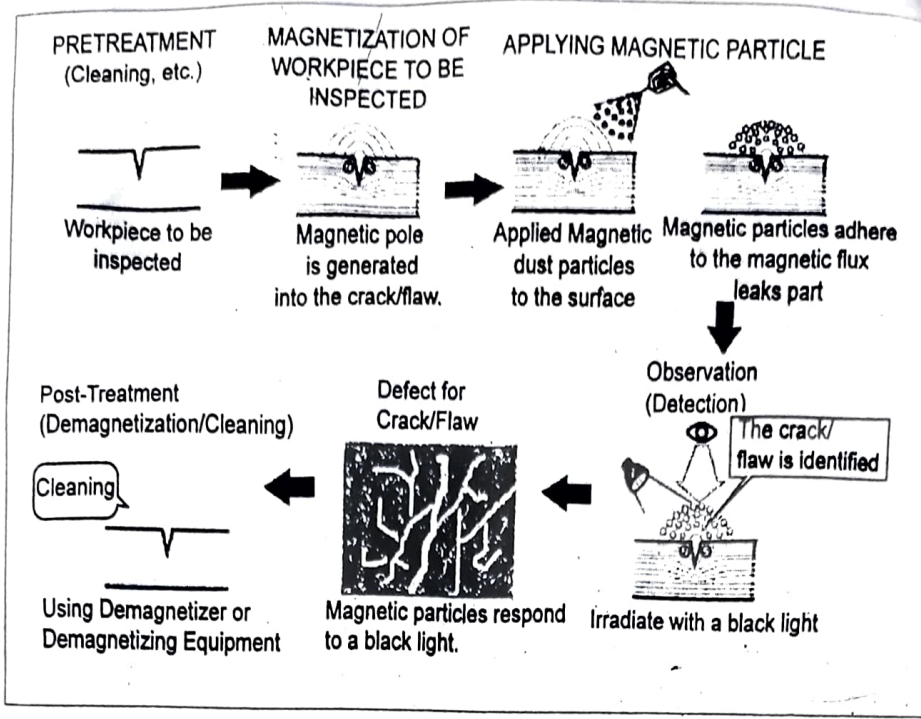 PRETREATMENT
(Cleaning, etc.)
Workpiece to be
inspected
MAGNETIZATION OF
WORKPIECE TO BE
INSPECTED
Magnetic pole
is generated
into the crack/flaw.
APPLYING MAGNETIC PARTICLE
Applied Magnetic
dust particles
to the surface
Magnetic particles adhere
to the magnetic flux
leaks part
Observation
(Detection)
The crack/
flaw is identified
Irradiate with a black light
Defect for
Crack/Flaw
Magnetic particles respond
to a black light.
Post-Treatment
(Demagnetization/Cleaning)
Cleaning
Using Demagnetizer or
Demagnetizing Equipment